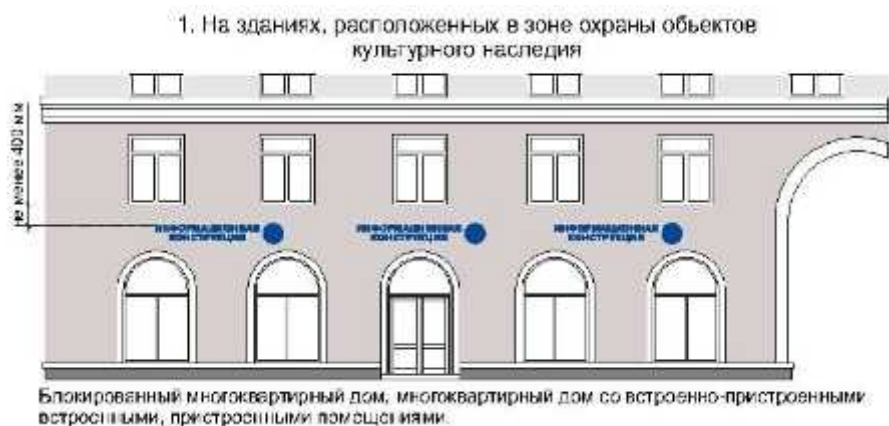 1. На зданиях, расположенных в зоне охраны объектов
культурного наследия
не менее 400 мм
ИНФОРМАЦИОННАЯ
КОНСТРУКЦИЯ
ИНФОРМАЦИОННАЯ
КОНСТРУКЦИЯ
ИНФОРМАЦИОННАЯ
КОНСТРУКЦИЯ
Блокированный многоквартирный дом, многоквартирный дом со встроенно-пристроенными
встроенными, пристроенными помещениями.